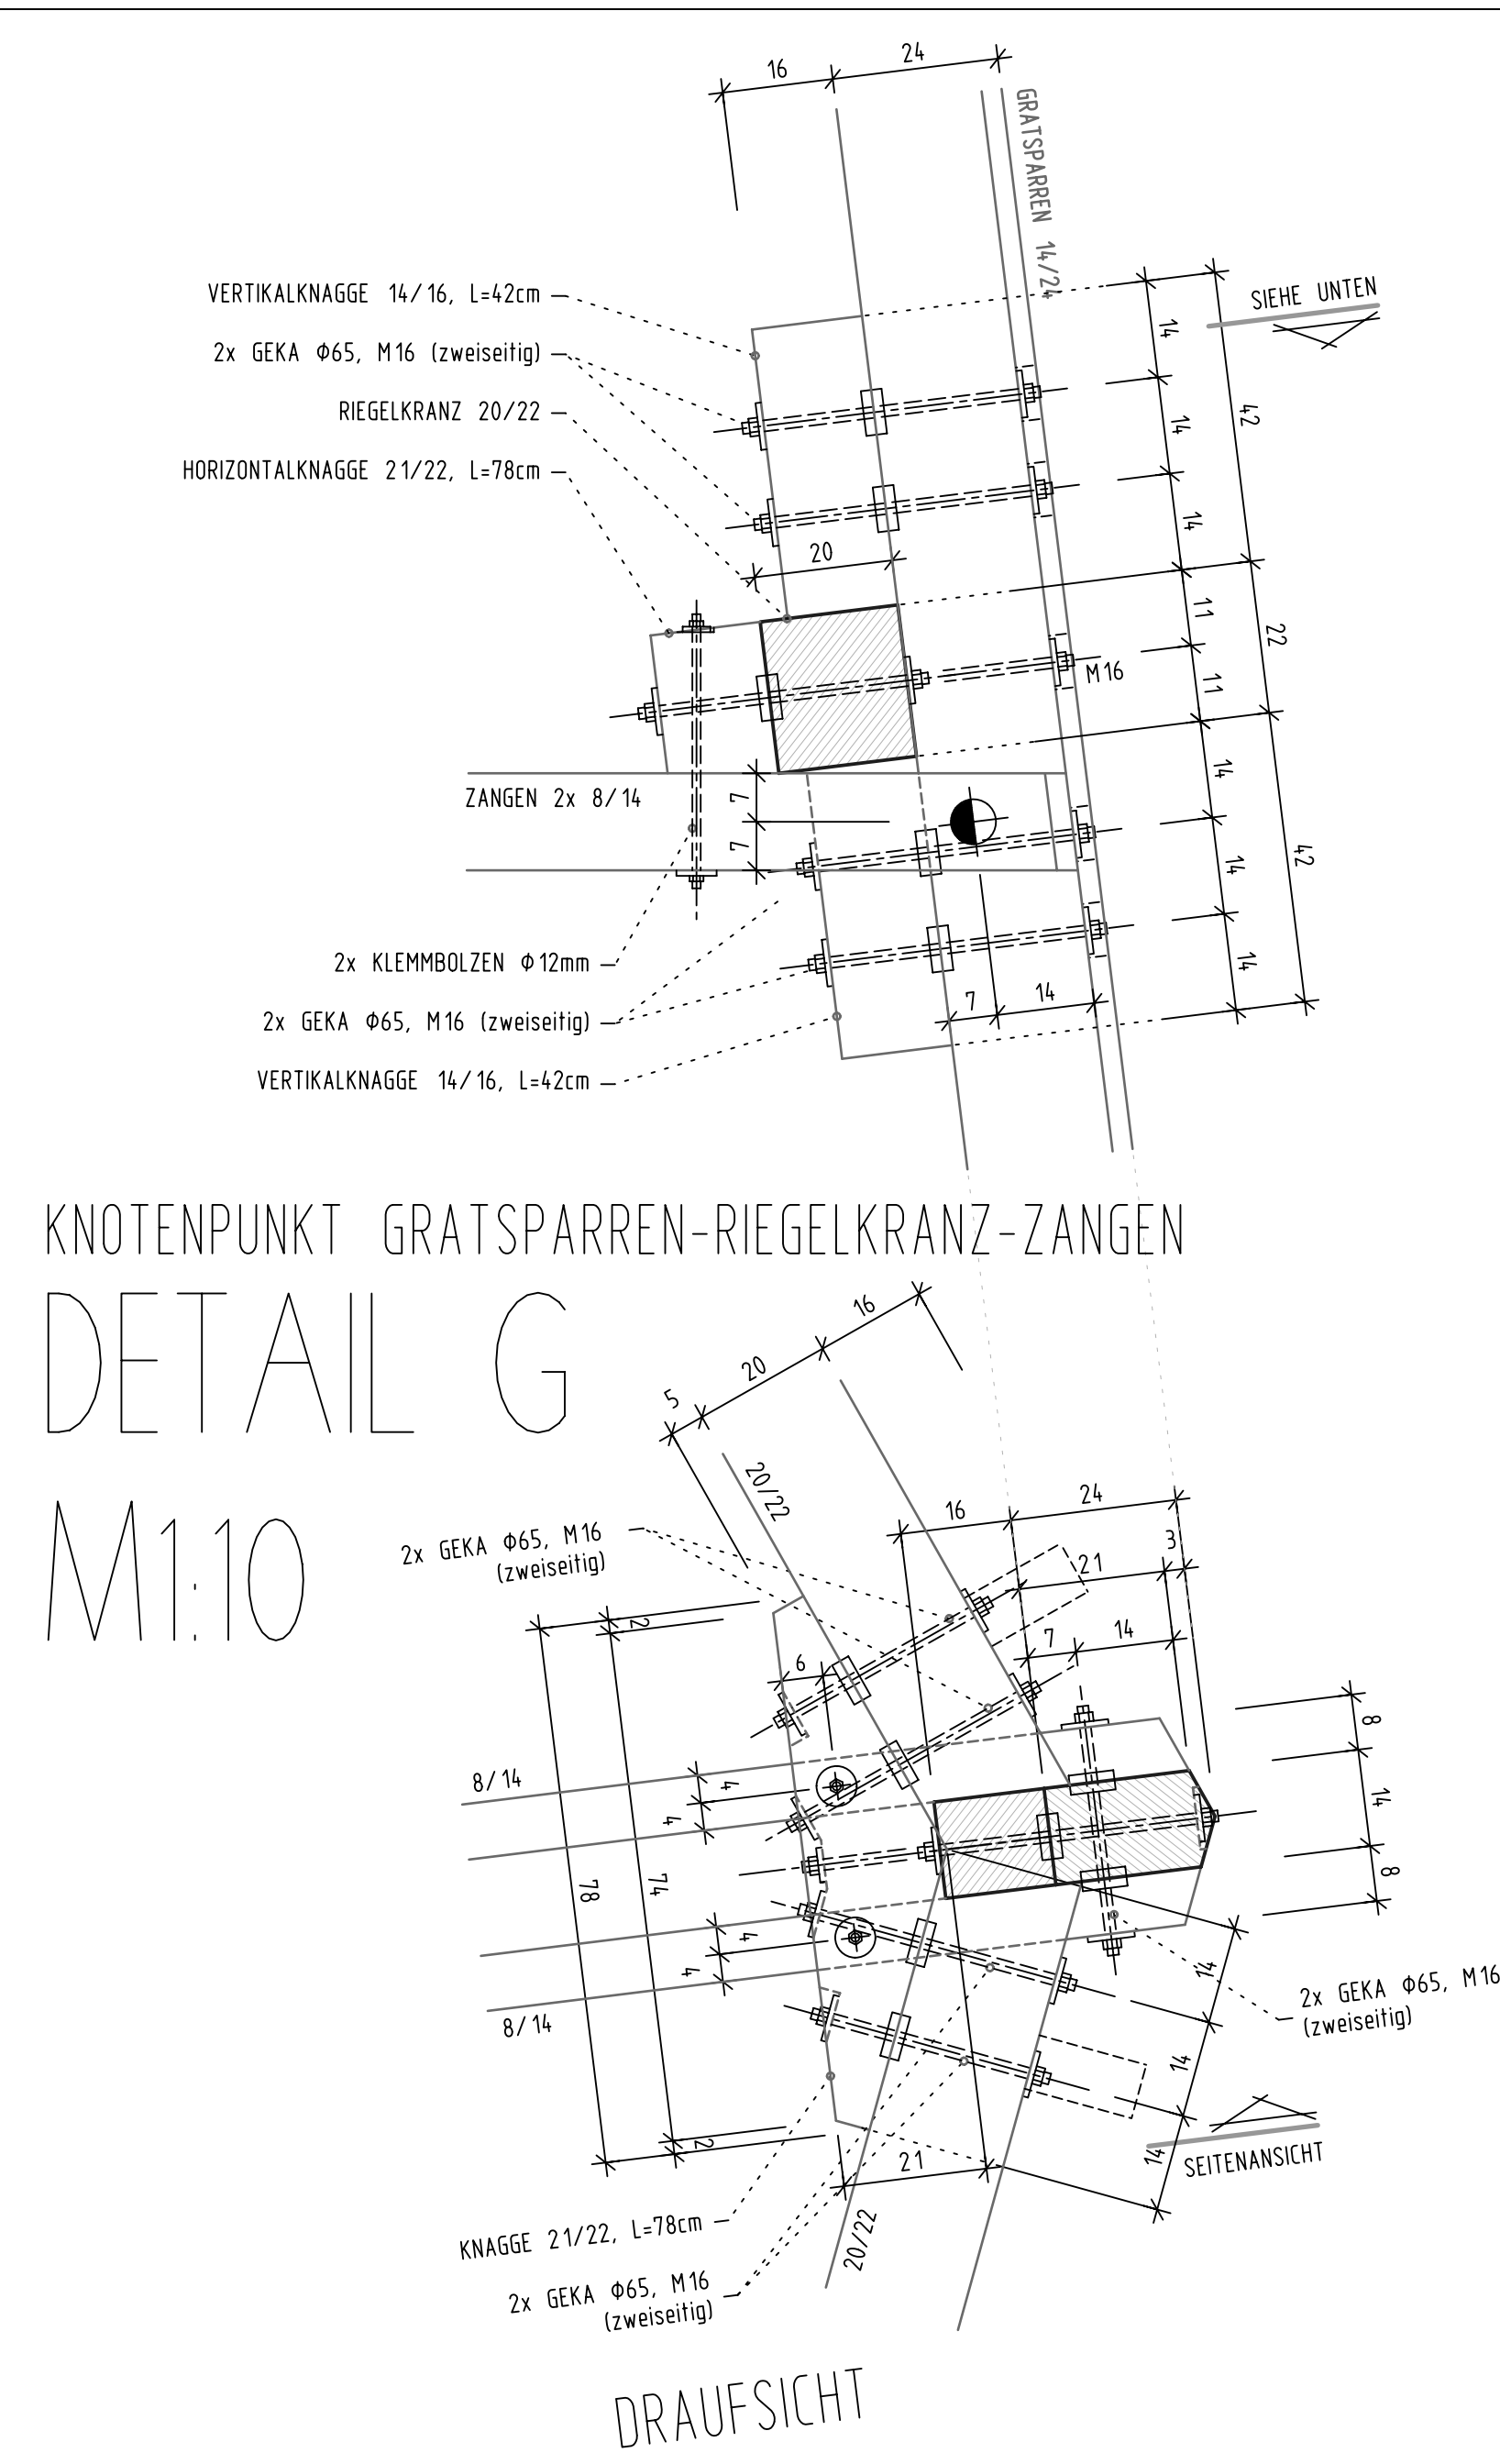 16
24
GRATSPARREN 14/24
SIEHE UNTEN
VERTIKALKNAGGE 14/16, L=42cm
2x GEKA Φ65, M16 (zweiseitig)
RIEGELKRANZ 20/22
HORIZONTALKNAGGE 21/22, L=78cm
14
14
14
42
20
11
11
22
M16
ZANGEN 2x 8/14
7
7
14
14
14
42
2x KLEMMBOLZEN Φ12mm
7
14
2x GEKA Φ65, M16 (zweiseitig)
VERTIKALKNAGGE 14/16, L=42cm
KNOTENPUNKT GRATSPARREN-RIEGELKRANZ-ZANGEN
DETAIL G
M1:10
16
20
5
20/22
16
24
3
21
2x GEKA Φ65, M16
(zweiseitig)
2
7
14
6
8
14
8
8/14
4
4
78
74
4
4
8/14
14
14
14
2x GEKA Φ65, M16
(zweiseitig)
2
21
SEITENANSICHT
KNAGGE 21/22, L=78cm
20/22
2x GEKA Φ65, M16
(zweiseitig)
DRAUFSICHT